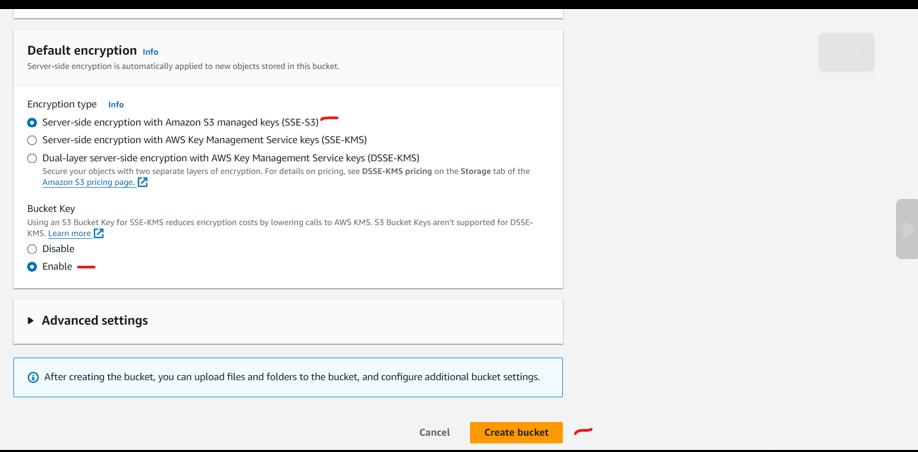 Default encryption Info
Server-side encryption is automatically applied to new objects stored in this bucket.
Encryption type Info
Server-side encryption with Amazon S3 managed keys (SSE-S3)
Server-side encryption with AWS Key Management Service keys (SSE-KMS)
Dual-layer server-side encryption with AWS Key Management Service keys (DSSE-KMS)
Secure your objects with two separate layers of encryption. For details on pricing, see DSSE-KMS pricing on the Storage tab of the
Amazon S3 pricing page.
Bucket Key
Using an S3 Bucket Key for SSE-KMS reduces encryption costs by lowering calls to AWS KMS. S3 Bucket Keys aren't supported for DSSE-
KMS. Learn more
Disable
Enable
Advanced settings
After creating the bucket, you can upload files and folders to the bucket, and configure additional bucket settings.
Cancel Create bucket